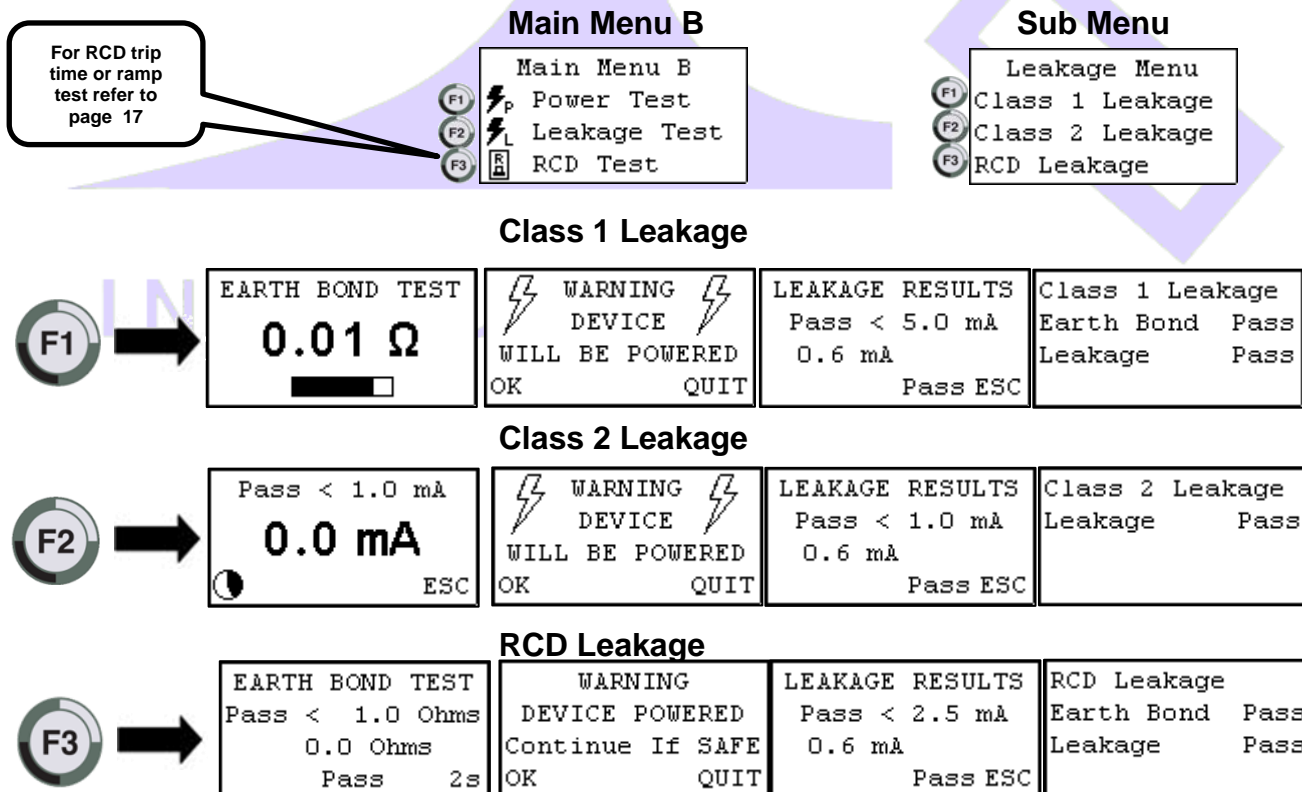 Main Menu B
Sub Menu
For RCD trip
time or ramp
test refer to
page 17
Main Menu B
F1 P Power Test
F2 L Leakage Test
F3 R RCD Test
Leakage Menu
F1 Class 1 Leakage
F2 Class 2 Leakage
F3 RCD Leakage
Class 1 Leakage
F1
EARTH BOND TEST
0.01 Ω
WARNING
DEVICE
WILL BE POWERED
OK QUIT
LEAKAGE RESULTS
Pass < 5.0 mA
0.6 mA
Pass ESC
Class 1 Leakage
Earth Bond Pass
Leakage Pass
Class 2 Leakage
F2
Pass < 1.0 mA
0.0 mA
ESC
WARNING
DEVICE
WILL BE POWERED
OK QUIT
LEAKAGE RESULTS
Pass < 1.0 mA
0.6 mA
Pass ESC
Class 2 Leakage
Leakage Pass
RCD Leakage
F3
EARTH BOND TEST
Pass < 1.0 Ohms
0.0 Ohms
Pass 2s
WARNING
DEVICE POWERED
Continue If SAFE
OK QUIT
LEAKAGE RESULTS
Pass < 2.5 mA
0.6 mA
Pass ESC
RCD Leakage
Earth Bond Pass
Leakage Pass